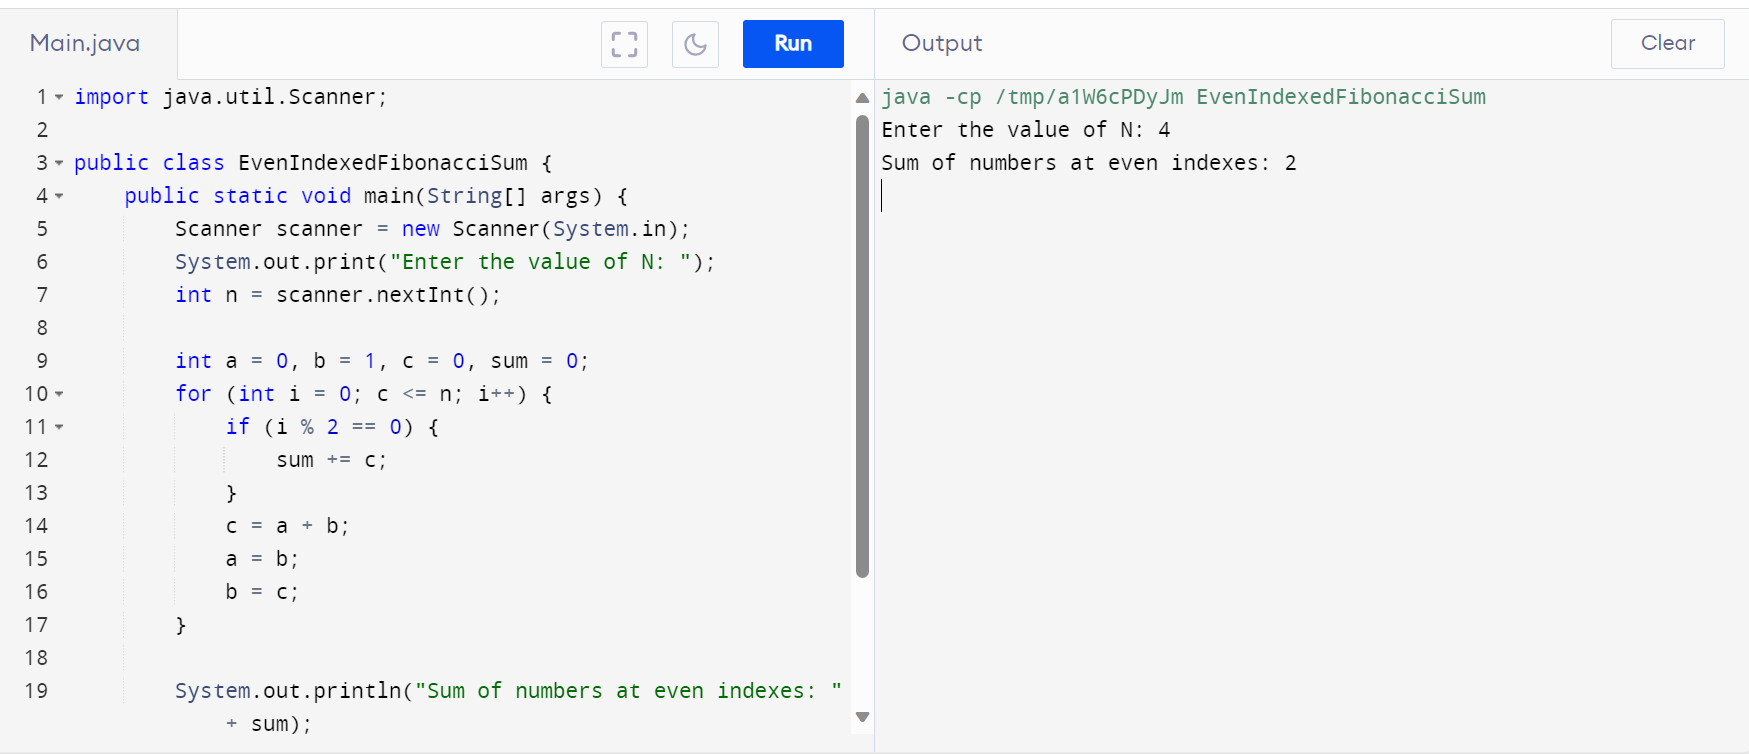 Main.java
Run
Output
Clear
1 import java.util.Scanner;
2
3 public class EvenIndexedFibonacciSum {
4     public static void main(String[] args) {
5         Scanner scanner = new Scanner(System.in);
6         System.out.print("Enter the value of N: ");
7         int n = scanner.nextInt();
8
9         int a = 0, b = 1, c = 0, sum = 0;
10         for (int i = 0; c <= n; i++) {
11             if (i % 2 == 0) {
12                 sum += c;
13             }
14             c = a + b;
15             a = b;
16             b = c;
17         }
18
19         System.out.println("Sum of numbers at even indexes: "
            + sum);
java -cp /tmp/a1W6cPDyJm EvenIndexedFibonacciSum
Enter the value of N: 4
Sum of numbers at even indexes: 2